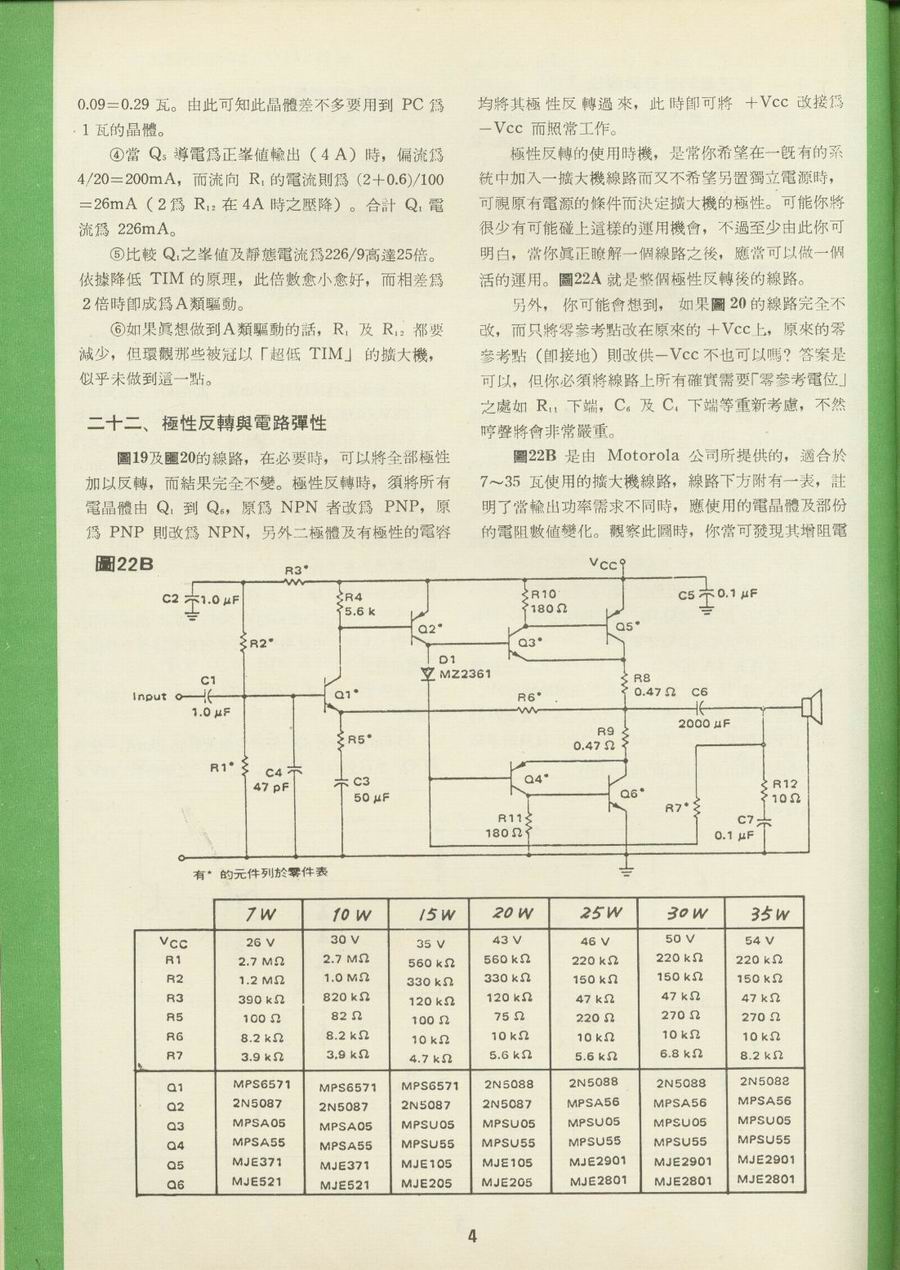 0.09=0.29 瓦。由此可知此晶體差不多要用到 PC 爲
1 瓦的晶體。
④當 Q₅ 導電爲正峯値輸出（4 A）時，偏流爲
4/20=200mA，而流向 R₁ 的電流則爲 (2+0.6)/100
=26mA（2爲 R₁₂ 在 4A 時之壓降）。合計 Q₁ 電
流爲 226mA。
⑤比較 Q₁之峯値及靜態電流爲226/9高達25倍。
依據降低 TIM 的原理，此倍數愈小愈好，而相差爲
2 倍時卽成爲A類驅動。
⑥如果眞想做到A類驅動的話，R₁ 及 R₁₂ 都要
減少，但環觀那些被冠以「超低 TIM」 的擴大機，
似乎未做到這一點。
二十二、極性反轉與電路彈性
圖19及圖20的線路，在必要時，可以將全部極性
加以反轉，而結果完全不變。極性反轉時，須將所有
電晶體由 Q₁ 到 Q₆，原爲 NPN 者改爲 PNP，原
爲 PNP 則改爲 NPN，另外二極體及有極性的電容
均將其極性反轉過來，此時卽可將 +Vcc 改接爲
−Vcc 而照常工作。
極性反轉的使用時機，是常你希望在一旣有的系
統中加入一擴大機線路而又不希望另置獨立電源時，
可視原有電源的條件而決定擴大機的極性。可能你將
很少有可能碰上這樣的運用機會，不過至少由此你可
明白，當你眞正瞭解一個線路之後，應常可以做一個
活的運用。圖22A 就是整個極性反轉後的線路。
另外，你可能會想到，如果圖 20 的線路完全不
改，而只將零參考點改在原來的 +Vcc上，原來的零
參考點（卽接地）則改供−Vcc 不也可以嗎？答案是
可以，但你必須將線路上所有確實需要「零參考電位」
之處如 R₁₁ 下端，C₆ 及 C₄ 下端等重新考慮，不然
哼聲將會非常嚴重。
圖22B 是由 Motorola 公司所提供的，適合於
7～35 瓦使用的擴大機線路，線路下方附有一表，註
明了當輸出功率需求不同時，應使用的電晶體及部份
的電阻數値變化。觀察此圖時，你常可發現其增阻電
圖22B
R3*
VCC
C2
1.0 μF
R4
5.6 k
R10
180 Ω
C5
0.1 μF
R2*
Q2*
Q3*
Q5*
D1
MZ2361
C1
Input
1.0 μF
Q1*
R6*
R8
0.47 Ω
C6
2000 μF
R5*
R9
0.47 Ω
R1*
C4
47 pF
C3
50 μF
Q4*
Q6*
R7*
R12
10 Ω
R11
180 Ω
C7
0.1 μF
有* 的元件列於零件表
7 W 10 W 15 W 20 W 25 W 30 W 35 W
VCC 26 V 30 V 35 V 43 V 46 V 50 V 54 V
R1 2.7 MΩ 2.7 MΩ 560 kΩ 560 kΩ 220 kΩ 220 kΩ 220 kΩ
R2 1.2 MΩ 1.0 MΩ 330 kΩ 330 kΩ 150 kΩ 150 kΩ 150 kΩ
R3 390 kΩ 820 kΩ 120 kΩ 120 kΩ 47 kΩ 47 kΩ 47 kΩ
R5 100 Ω 82 Ω 100 Ω 75 Ω 220 Ω 270 Ω 270 Ω
R6 8.2 kΩ 8.2 kΩ 10 kΩ 10 kΩ 10 kΩ 10 kΩ 10 kΩ
R7 3.9 kΩ 3.9 kΩ 4.7 kΩ 5.6 kΩ 5.6 kΩ 6.8 kΩ 8.2 kΩ
Q1 MPS6571 MPS6571 MPS6571 2N5088 2N5088 2N5088 2N5088
Q2 2N5087 2N5087 2N5087 2N5087 MPSA56 MPSA56 MPSA56
Q3 MPSA05 MPSA05 MPSU05 MPSU05 MPSU05 MPSU05 MPSU05
Q4 MPSA55 MPSA55 MPSU55 MPSU55 MPSU55 MPSU55 MPSU55
Q5 MJE371 MJE371 MJE105 MJE105 MJE2901 MJE2901 MJE2901
Q6 MJE521 MJE521 MJE205 MJE205 MJE2801 MJE2801 MJE2801
4